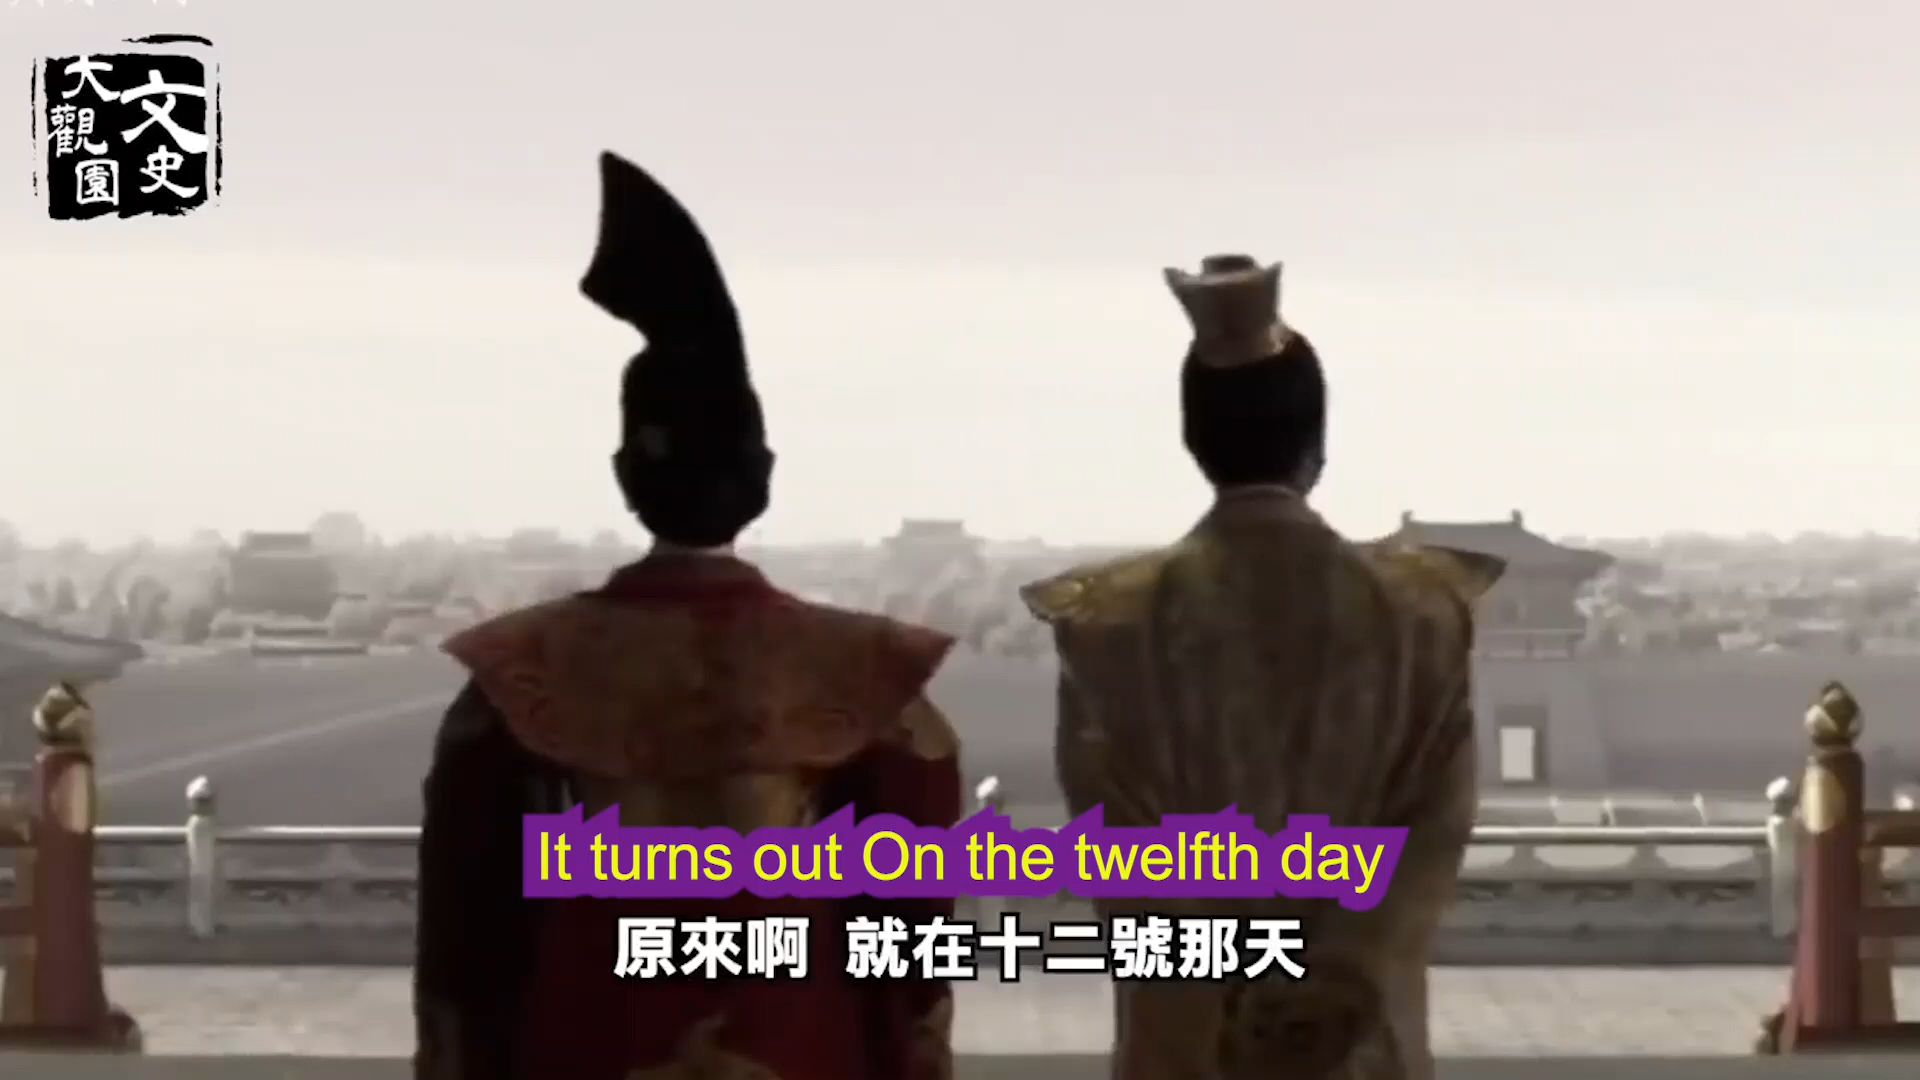 文史
大觀園
It turns out On the twelfth day
原來啊 就在十二號那天